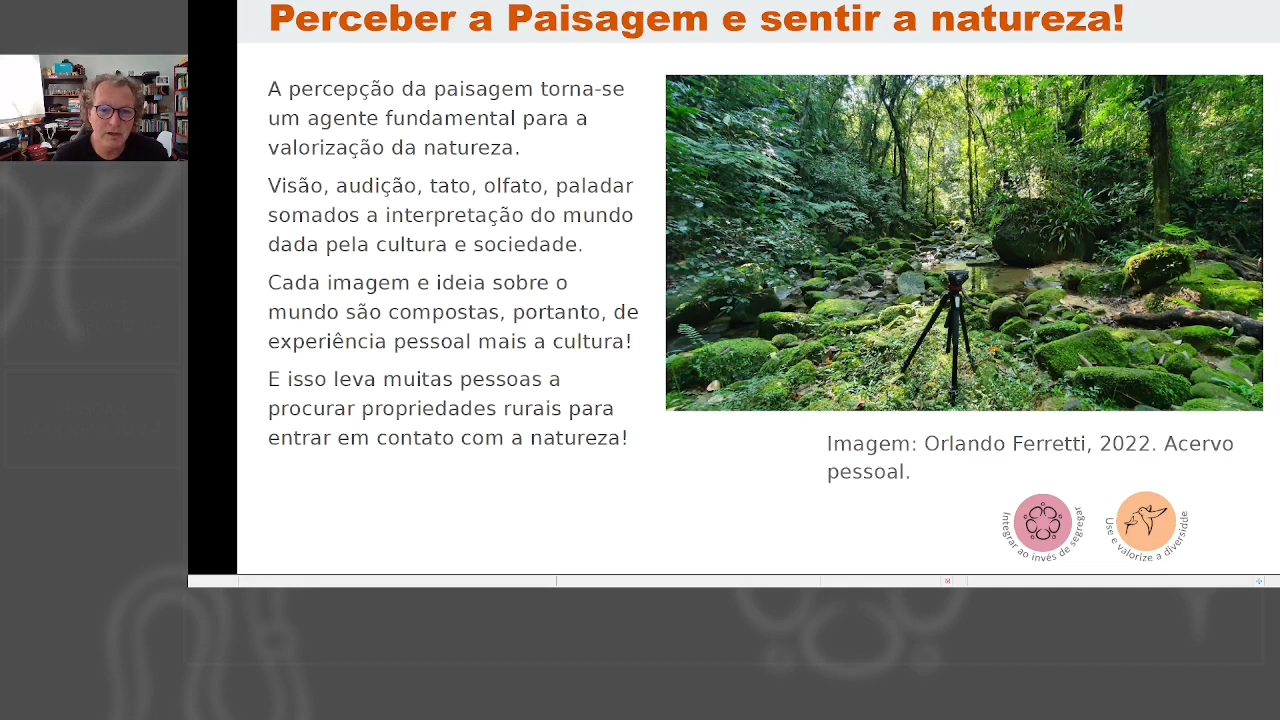 Perceber a Paisagem e sentir a natureza!
A percepção da paisagem torna-se
um agente fundamental para a
valorização da natureza.
Visão, audição, tato, olfato, paladar
somados a interpretação do mundo
dada pela cultura e sociedade.
Cada imagem e ideia sobre o
mundo são compostas, portanto, de
experiência pessoal mais a cultura!
E isso leva muitas pessoas a
procurar propriedades rurais para
entrar em contato com a natureza!
Imagem: Orlando Ferretti, 2022. Acervo
pessoal.
Integrar ao invés de segregar
Use e valorize a diversidde